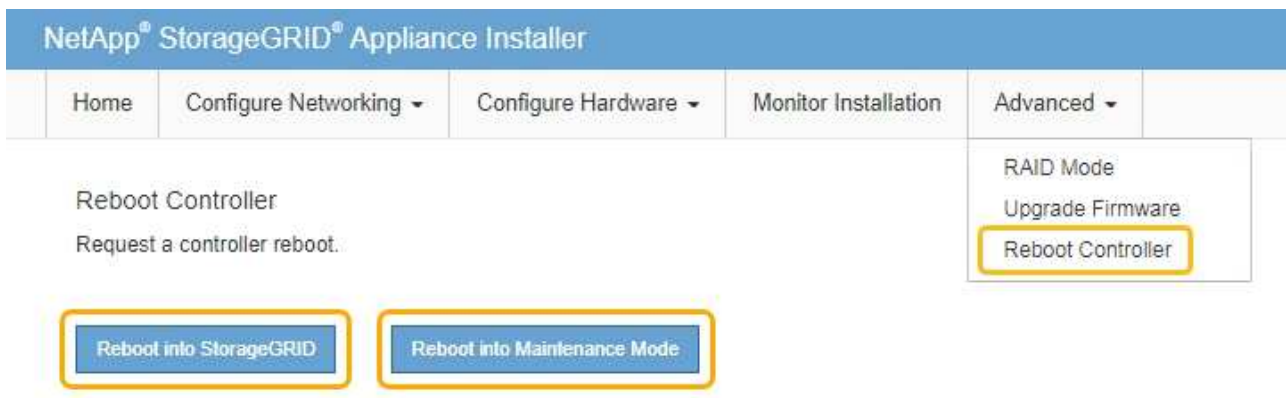 NetApp® StorageGRID® Appliance Installer
Home Configure Networking Configure Hardware Monitor Installation Advanced
RAID Mode
Upgrade Firmware
Reboot Controller
Reboot Controller
Request a controller reboot.
Reboot into StorageGRID Reboot into Maintenance Mode